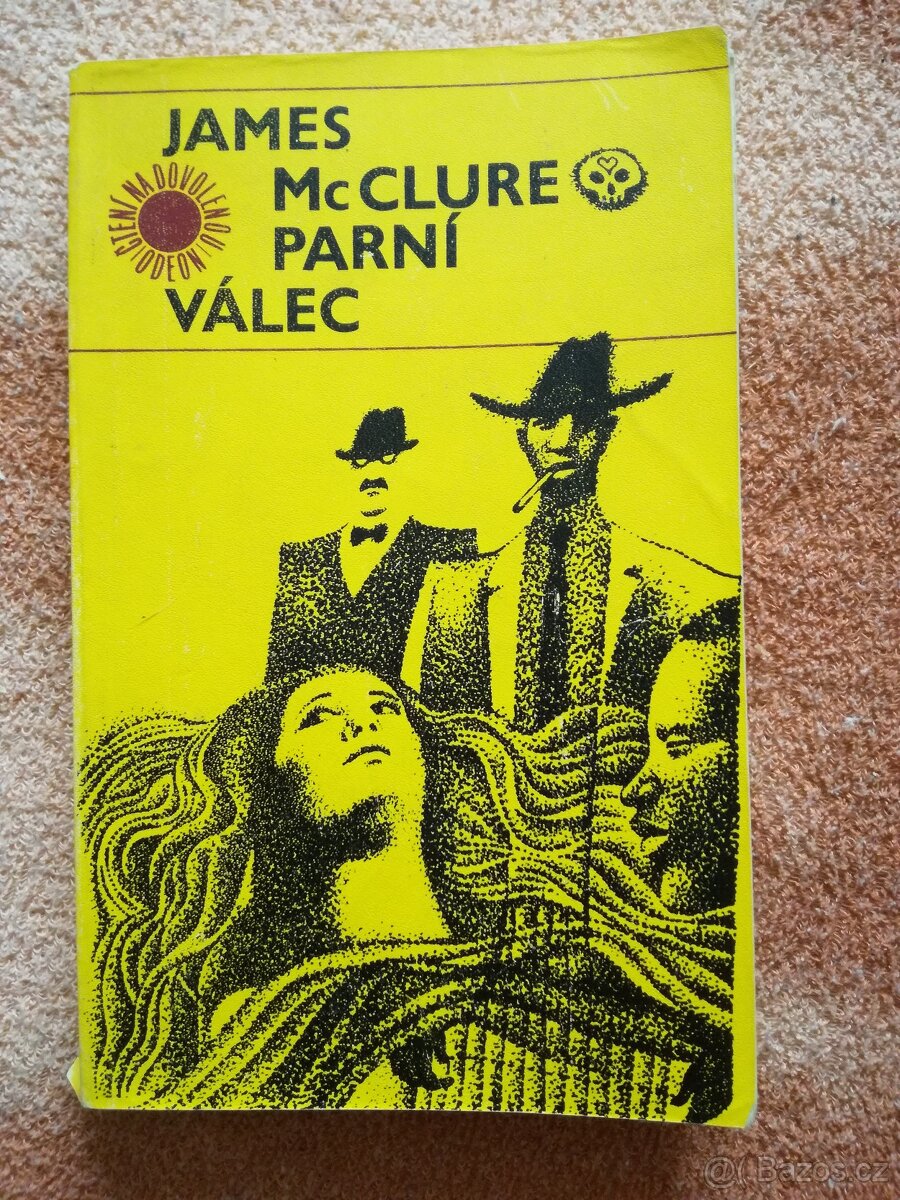 JAMES
McCLURE
PARNÍ
VÁLEC
ČTENÍ NA DOVOLENOU ODEON
@( Bazos.cz